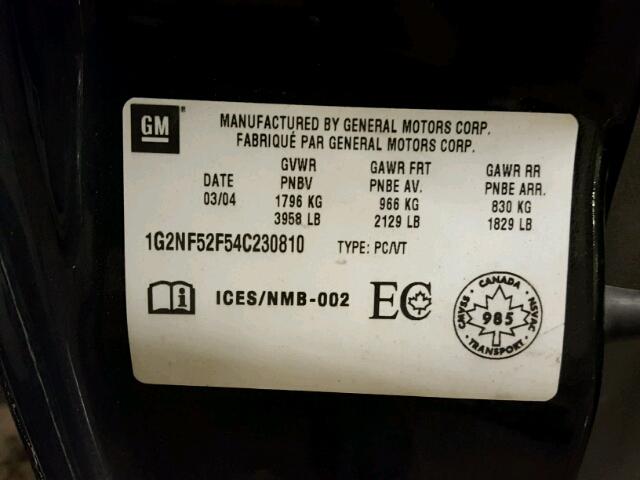 GM
MANUFACTURED BY GENERAL MOTORS CORP.
FABRIQUÉ PAR GENERAL MOTORS CORP.
GVWR GAWR FRT GAWR RR
DATE PNBV PNBE AV. PNBE ARR.
03/04 1796 KG 966 KG 830 KG
3958 LB 2129 LB 1829 LB
1G2NF52F54C230810 TYPE: PC/VT
i ICES/NMB-002 EC
CANADA
CMVSS NSVAC
985
TRANSPORT